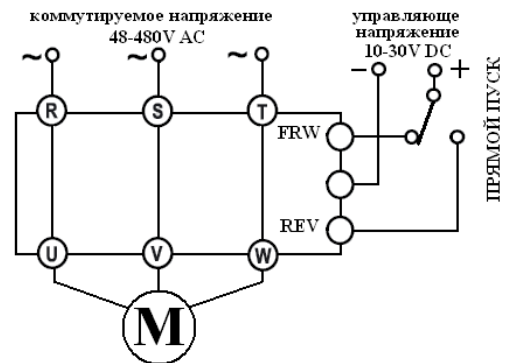 коммутируемое напряжение
48-480V AC
управляюще
напряжение
10-30V DC
~ ~ ~ − +
R S T
FRW
REV
U V W
M
ПРЯМОЙ ПУСК